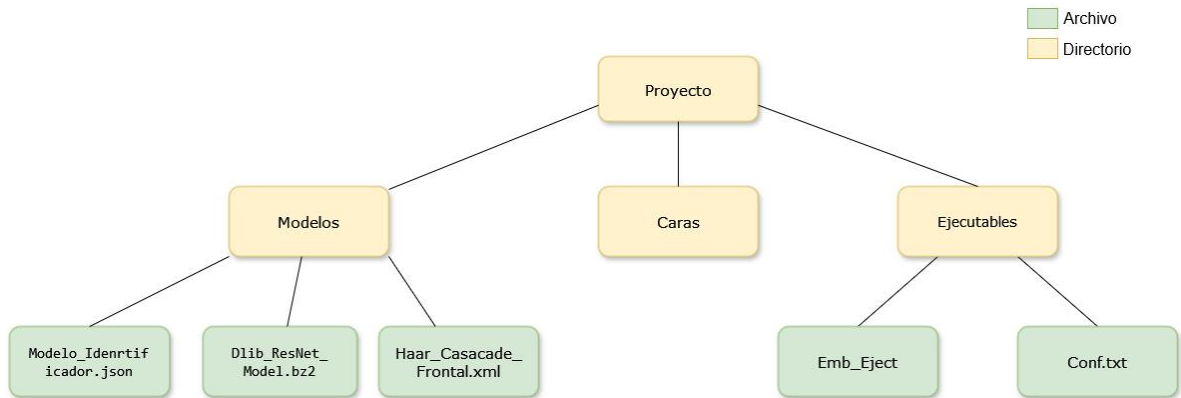 Archivo
Directorio
Proyecto
Modelos
Caras
Ejecutables
Modelo_Idenrtif
icador.json
Dlib_ResNet_
Model.bz2
Haar_Casacade_
Frontal.xml
Emb_Eject
Conf.txt